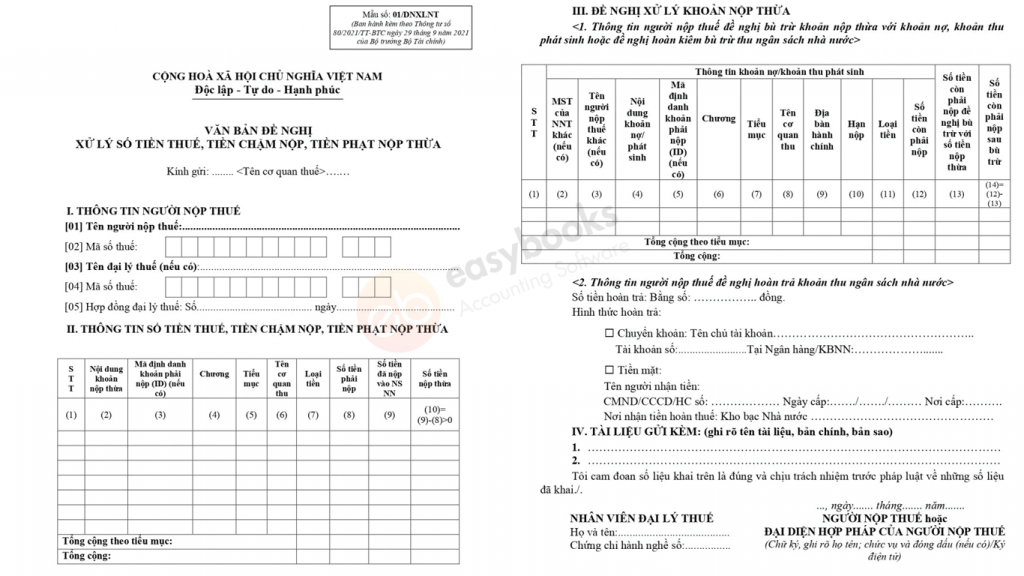 Mẫu số: 01/DNXLNT
(Ban hành kèm theo Thông tư số
80/2021/TT-BTC ngày 29 tháng 9 năm 2021
của Bộ trưởng Bộ Tài chính)
CỘNG HOÀ XÃ HỘI CHỦ NGHĨA VIỆT NAM
Độc lập - Tự do - Hạnh phúc
VĂN BẢN ĐỀ NGHỊ
XỬ LÝ SỐ TIỀN THUẾ, TIỀN CHẬM NỘP, TIỀN PHẠT NỘP THỪA
Kính gửi: ........ <Tên cơ quan thuế>.......
I. THÔNG TIN NGƯỜI NỘP THUẾ
[01] Tên người nộp thuế:....................
[02] Mã số thuế:
[03] Tên đại lý thuế (nếu có):....................
[04] Mã số thuế:
[05] Hợp đồng đại lý thuế: Số.................... ngày....................
II. THÔNG TIN SỐ TIỀN THUẾ, TIỀN CHẬM NỘP, TIỀN PHẠT NỘP THỪA
S T T | Nội dung khoản nộp thừa | Mã định danh khoản phải nộp (ID) (nếu có) | Chương | Tiểu mục | Tên cơ quan thu | Loại tiền | Số tiền phải nộp | Số tiền đã nộp vào NSNN | Số tiền nộp thừa
(1) (2) (3) (4) (5) (6) (7) (8) (9) (10)= (9)-(8)>0
Tổng cộng theo tiểu mục:
Tổng cộng:
III. ĐỀ NGHỊ XỬ LÝ KHOẢN NỘP THỪA
<1. Thông tin người nộp thuế đề nghị bù trừ khoản nộp thừa với khoản nợ, khoản thu
phát sinh hoặc đề nghị hoàn kiêm bù trừ thu ngân sách nhà nước>
Thông tin khoản nợ/khoản thu phát sinh
S T T | MST của NNT khác (nếu có) | Tên người nộp thuế khác (nếu có) | Nội dung khoản nợ/ phát sinh | Mã định danh khoản phải nộp (ID) (nếu có) | Chương | Tiểu mục | Tên cơ quan thu | Địa bàn hành chính | Hạn nộp | Loại tiền | Số tiền còn phải nộp | Số tiền còn phải nộp đề nghị bù trừ với số tiền nộp thừa | Số tiền còn phải nộp sau bù trừ
(1) (2) (3) (4) (5) (6) (7) (8) (9) (10) (11) (12) (13) (14)= (12)- (13)
Tổng cộng theo tiểu mục:
Tổng cộng:
<2. Thông tin người nộp thuế đề nghị hoàn trả khoản thu ngân sách nhà nước>
Số tiền hoàn trả: Bằng số: ................. đồng.
Hình thức hoàn trả:
☐ Chuyển khoản: Tên chủ tài khoản....................
Tài khoản số:....................Tại Ngân hàng/KBNN:....................
☐ Tiền mặt:
Tên người nhận tiền:
CMND/CCCD/HC số: .................. Ngày cấp:......./......./......... Nơi cấp:..........
Nơi nhận tiền hoàn thuế: Kho bạc Nhà nước ....................
IV. TÀI LIỆU GỬI KÈM: (ghi rõ tên tài liệu, bản chính, bản sao)
1. ....................
2. ....................
Tôi cam đoan số liệu khai trên là đúng và chịu trách nhiệm trước pháp luật về những số liệu
đã khai./.
..., ngày....... tháng....... năm.......
NHÂN VIÊN ĐẠI LÝ THUẾ
Họ và tên:....................
Chứng chỉ hành nghề số:...............
NGƯỜI NỘP THUẾ hoặc
ĐẠI DIỆN HỢP PHÁP CỦA NGƯỜI NỘP THUẾ
(Chữ ký, ghi rõ họ tên; chức vụ và đóng dấu (nếu có)/Ký
điện tử)
easybooks
Accounting Software